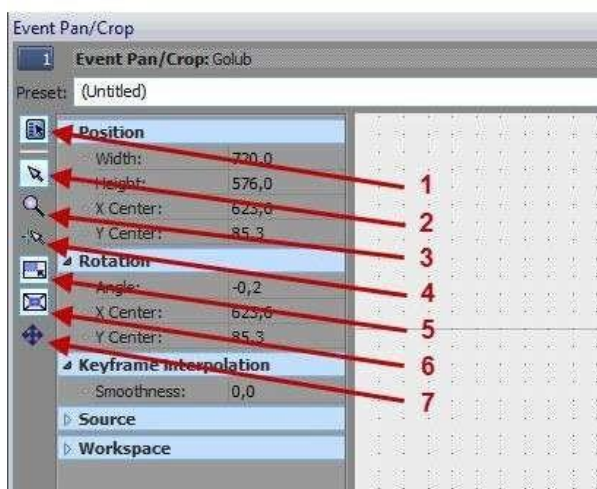 Event Pan/Crop
1 Event Pan/Crop: Golub
Preset: (Untitled)
Position
Width: 720,0
Height: 576,0
X Center: 623,6
Y Center: 85,3
Rotation
Angle: -0,2
X Center: 623,6
Y Center: 85,3
Keyframe Interpolation
Smoothness: 0,0
Source
Workspace
1
2
3
4
5
6
7